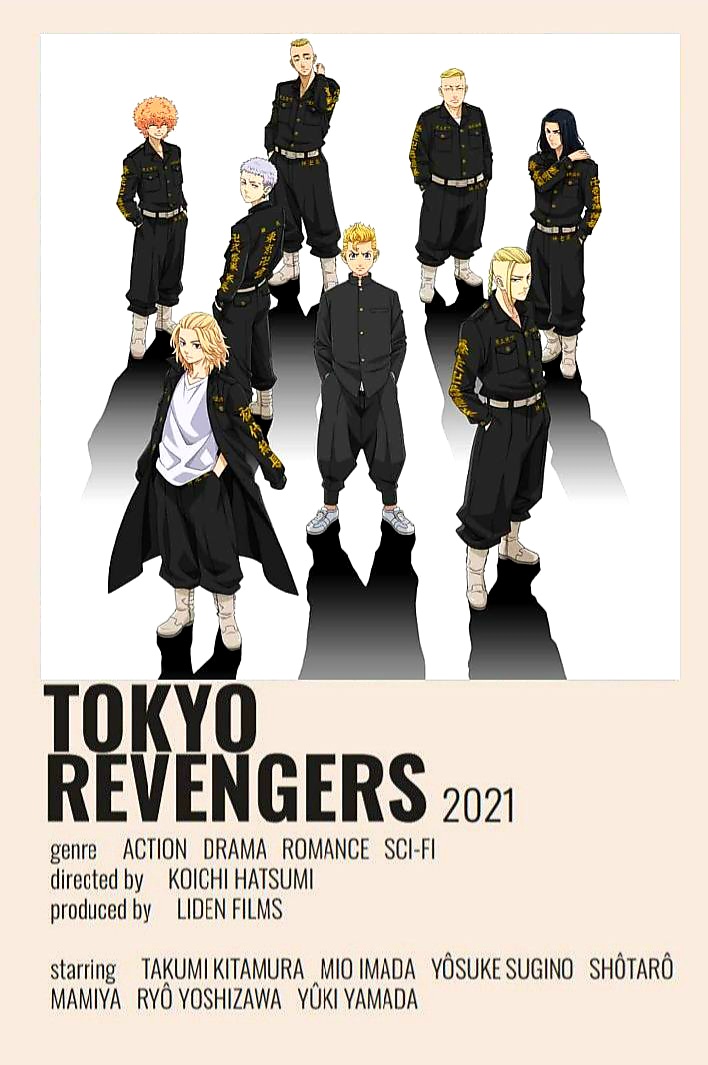 TOKYO
REVENGERS 2021
genre ACTION DRAMA ROMANCE SCI-FI
directed by KOICHI HATSUMI
produced by LIDEN FILMS
starring TAKUMI KITAMURA MIO IMADA YÔSUKE SUGINO SHÔTARÔ
MAMIYA RYÔ YOSHIZAWA YÛKI YAMADA